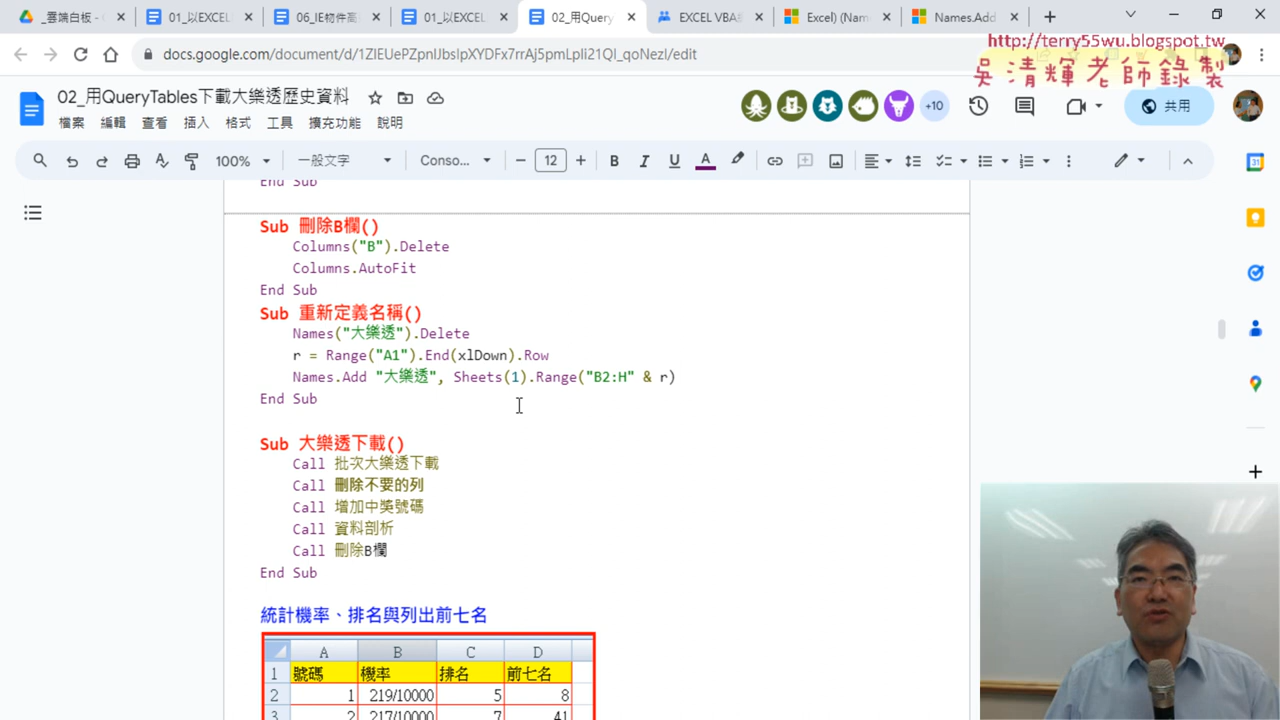 _雲端白板 -
01_以EXCEL
06_IE物件高
01_以EXCEL
02_用Query
EXCEL VBA
Excel) (Nam
Names.Add
docs.google.com/document/d/1ZlEUePZpnIJbsIpXYDFx7rrAj5pmLpli21Ql_qoNezI/edit
http://terry55wu.blogspot.tw
吳清輝老師錄製
02_用QueryTables下載大樂透歷史資料
+10
共用
檔案 編輯 查看 插入 格式 工具 擴充功能 說明
100% 一般文字 Conso... 12 B I U A
31
End Sub
Sub 刪除B欄()
Columns("B").Delete
Columns.AutoFit
End Sub
Sub 重新定義名稱()
Names("大樂透").Delete
r = Range("A1").End(xlDown).Row
Names.Add "大樂透", Sheets(1).Range("B2:H" & r)
End Sub
Sub 大樂透下載()
Call 批次大樂透下載
Call 刪除不要的列
Call 增加中獎號碼
Call 資料剖析
Call 刪除B欄
End Sub
統計機率、排名與列出前七名
A B C D
1 號碼 機率 排名 前七名
2 1 219/10000 5 8
3 2 217/10000 7 41